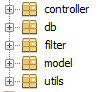 controller
db
filter
model
utils